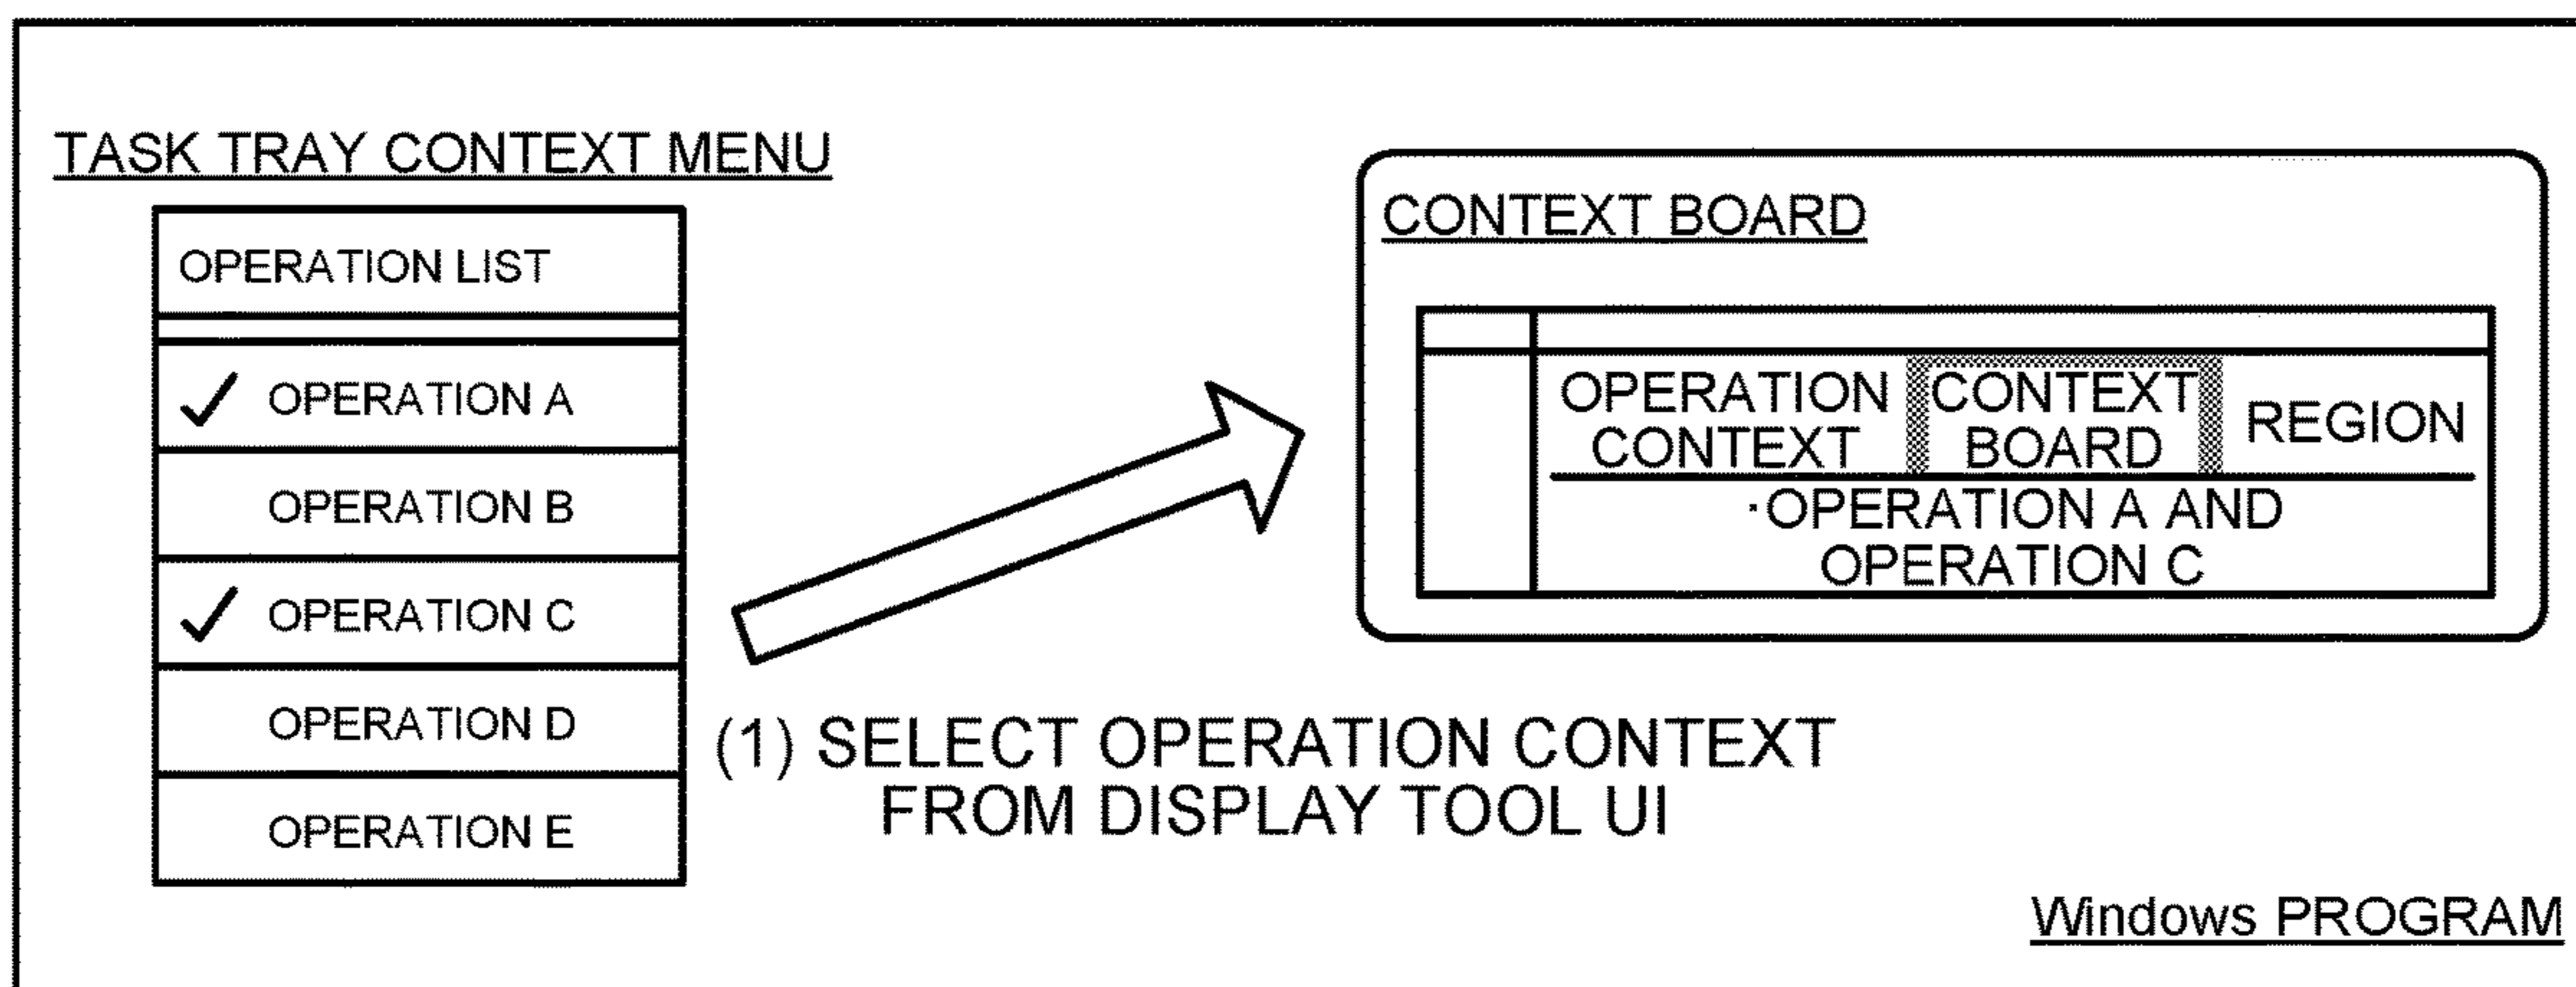 TASK TRAY CONTEXT MENU
OPERATION LIST
✓ OPERATION A
OPERATION B
✓ OPERATION C
OPERATION D
OPERATION E
(1) SELECT OPERATION CONTEXT
FROM DISPLAY TOOL UI
CONTEXT BOARD
OPERATION
CONTEXT
CONTEXT
BOARD
REGION
·OPERATION A AND
OPERATION C
Windows PROGRAM